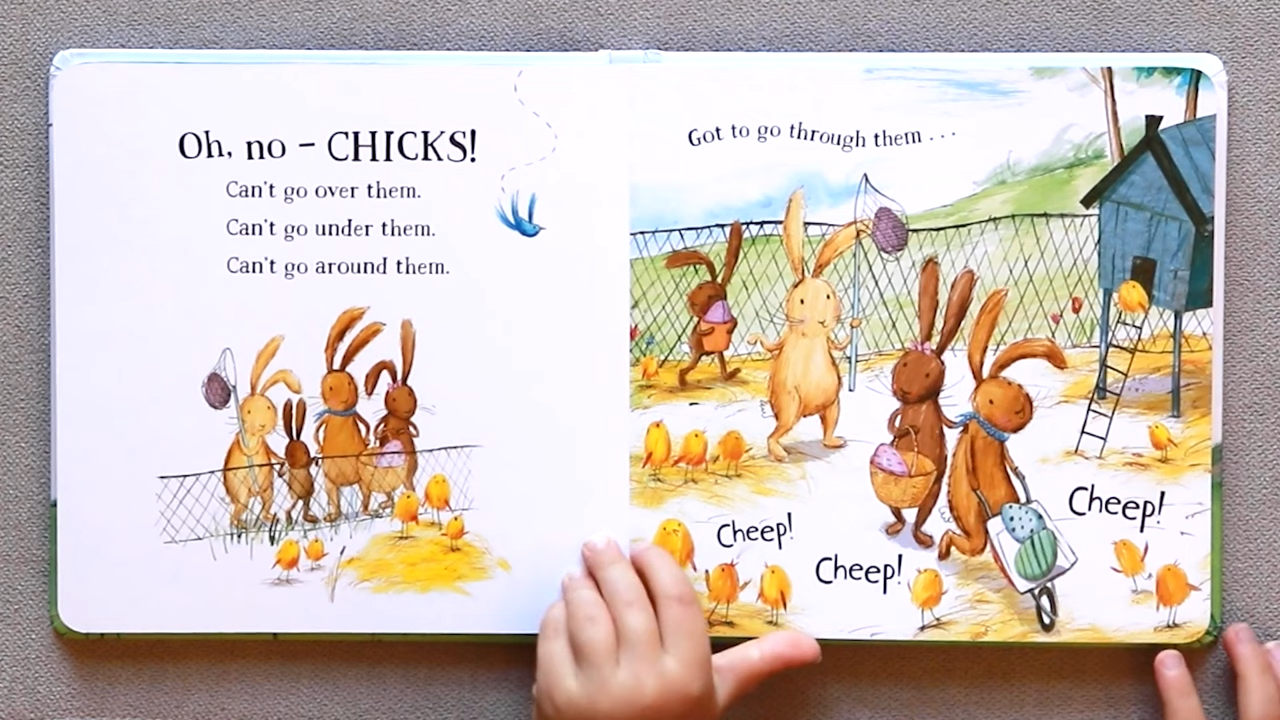 Oh, no – CHICKS!
Can't go over them.
Can't go under them.
Can't go around them.
Got to go through them . . .
Cheep!
Cheep!
Cheep!